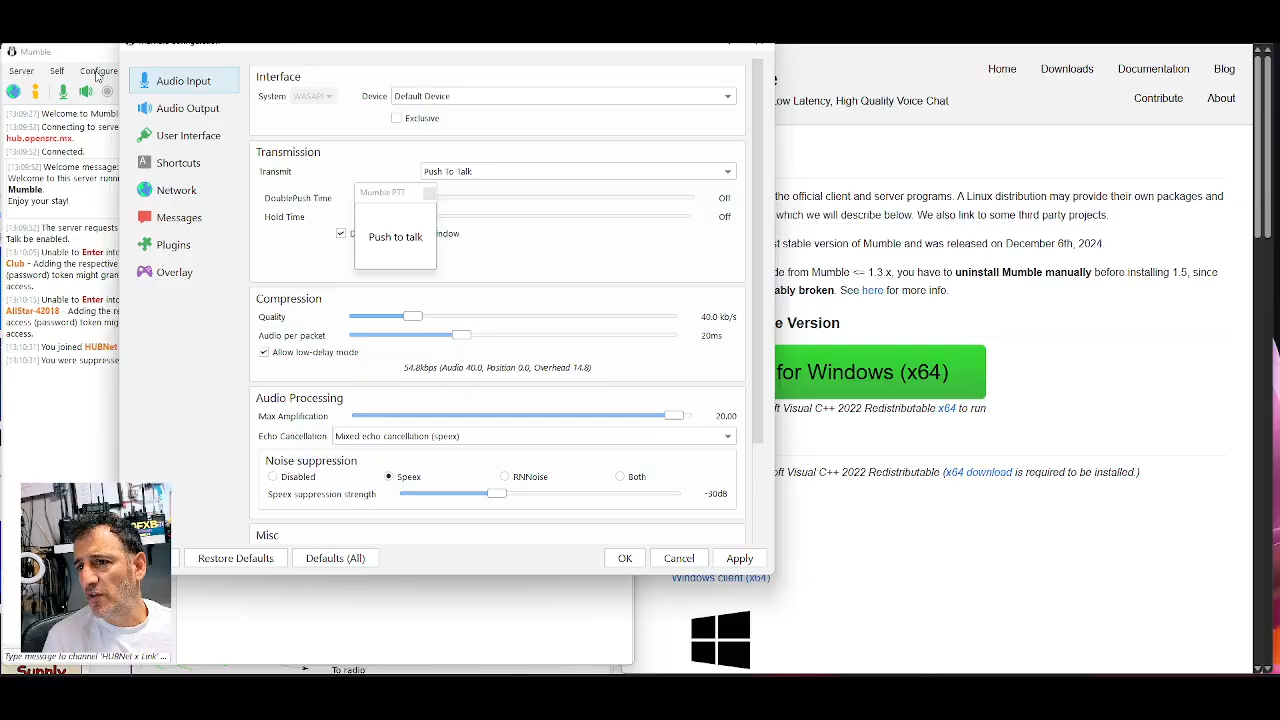 Mumble
Server Self Configure
[13:09:27] Welcome to Mumble
[13:09:52] Connecting to serve
hub.opensrc.mx.
[13:09:52] Connected.
[13:09:52] Welcome message:
Welcome to this server runn
Mumble.
Enjoy your stay!
[13:09:52] The server requests
Talk be enabled.
[13:10:05] Unable to Enter into
Club - Adding the respective
(password) token might gran
access.
[13:10:15] Unable to Enter into
AllStar-42018 - Adding the re
access (password) token mig
access.
[13:10:31] You joined HUBNet
[13:10:31] You were suppresse
Type message to channel 'HUBNet x Link' ...
Audio Input
Audio Output
User Interface
Shortcuts
Network
Messages
Plugins
Overlay
Interface
System WASAPI Device Default Device
Exclusive
Transmission
Transmit Push To Talk
DoublePush Time Off
Hold Time Off
Mumble PTT
Push to talk
Compression
Quality 40.0 kb/s
Audio per packet 20ms
Allow low-delay mode
54.8kbps (Audio 40.0, Position 0.0, Overhead 14.8)
Audio Processing
Max Amplification 20.00
Echo Cancellation Mixed echo cancellation (speex)
Noise suppression
Disabled Speex RNNoise Both
Speex suppression strength -30dB
Misc
Restore Defaults Defaults (All) OK Cancel Apply
Home Downloads Documentation Blog
Low Latency, High Quality Voice Chat
Contribute About
the official client and server programs. A Linux distribution may provide their own packages and
which we will describe below. We also link to some third party projects.
st stable version of Mumble and was released on December 6th, 2024.
de from Mumble <= 1.3.x, you have to uninstall Mumble manually before installing 1.5, since
ably broken. See here for more info.
e Version
for Windows (x64)
oft Visual C++ 2022 Redistributable x64 to run
oft Visual C++ 2022 Redistributable (x64 download) is required to be installed.)
Windows client (x64)
Supply
To radio